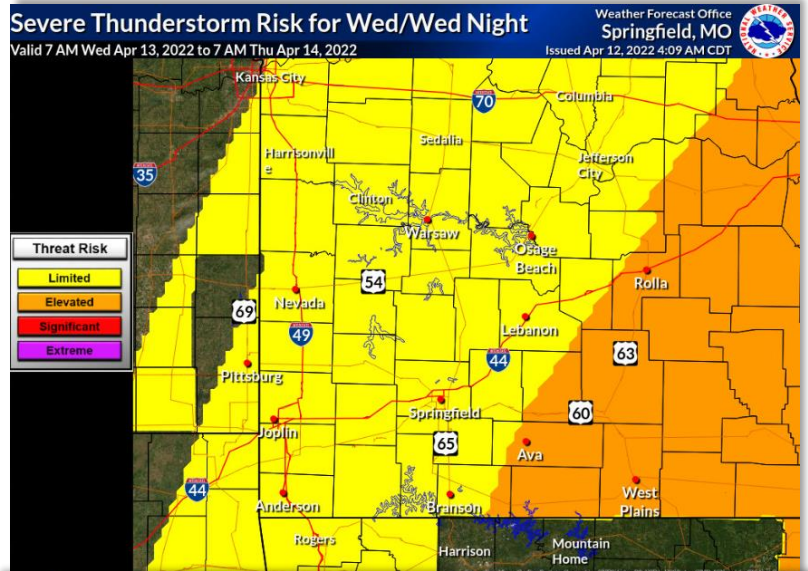 Severe Thunderstorm Risk for Wed/Wed Night
Valid 7 AM Wed Apr 13, 2022 to 7 AM Thu Apr 14, 2022
Weather Forecast Office
Springfield, MO
Issued Apr 12, 2022 4:09 AM CDT
NATIONAL WEATHER SERVICE
Kansas City
70
Columbia
Sedalia
Harrisonvill
e
Jefferson
City
35
Clinton
Warsaw
Osage
Beach
Threat Risk
Limited
Elevated
Significant
Extreme
54
Rolla
69
Nevada
49
Lebanon
63
44
Pittsburg
Springfield
60
Joplin
65
Ava
44
Anderson
Branson
West
Plains
Rogers
Harrison
Mountain
Home